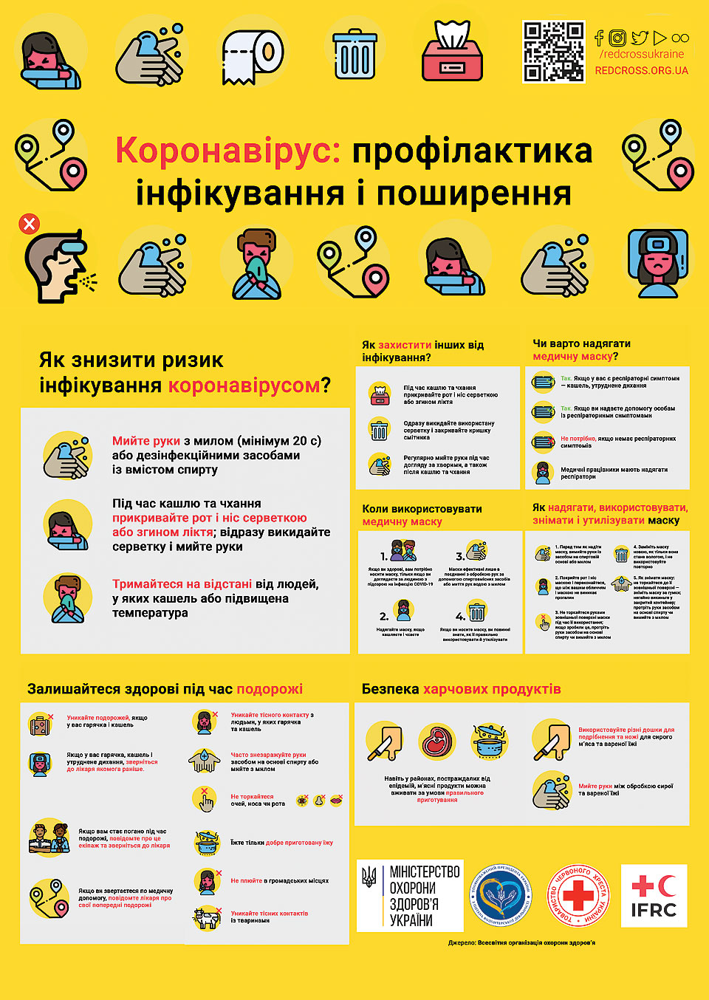 /redcrossukraine
REDCROSS.ORG.UA
Коронавірус: профілактика
інфікування і поширення
Як знизити ризик
інфікування коронавірусом?
Мийте руки з милом (мінімум 20 с)
або дезінфекційними засобами
із вмістом спирту
Під час кашлю та чхання
прикривайте рот і ніс серветкою
або згином ліктя; відразу викидайте
серветку і мийте руки
Тримайтеся на відстані від людей,
у яких кашель або підвищена
температура
Як захистити інших від
інфікування?
Під час кашлю та чхання
прикривайте рот і ніс серветкою
або згином ліктя
Одразу викидайте використану
серветку і закривайте кришку
смітника
Регулярно мийте руки під час
догляду за хворими, а також
після кашлю та чхання
Чи варто надягати
медичну маску?
Так. Якщо у вас є респіраторні симптоми
— кашель, утруднене дихання
Так. Якщо ви надаєте допомогу особам
із респираторними симптомами
Не потрібно, якщо немає респіраторних
симптомів
Медичні працівники мають надягати
респіратори
Коли використовувати
медичну маску
1.
Якщо ви здорові, вам потрібно
носити маску, тільки якщо ви
доглядаєте за людиною з
підозрою на інфекцію COVID-19
3.
Маски ефективні лише в
поєднанні з обробкою рук за
допомогою спиртовмісних засобів
або миття рук водою з милом
2.
Надягайте маску, якщо
кашляєте і чхаєте
4.
Якщо ви носите маску, ви повинні
знати, як її правильно
використовувати й утилізувати
Як надягати, використовувати,
знімати і утилізувати маску
1. Перед тим як надіти
маску, вимийте руки із
засобом на спиртовій
основі або милом
2. Покрийте рот і ніс
маскою і переконайтеся,
що між вашим обличчям
і маскою не виникає
прогалин
3. Не торкайтеся руками
зовнішньої поверхні маски
під час її використання;
якщо зробили це, протріть
руки засобом на основі
спирту чи вимийте з милом
4. Замініть маску
новою, як тільки вона
стане вологою, і не
використовуйте
повторно
5. Як знімати маску:
не торкайтеся до її
зовнішньої поверхні —
зніміть маску за гумки;
негайно викиньте у
закритий контейнер;
протріть руки засобом
на основі спирту чи
вимийте з милом
Залишайтеся здорові під час подорожі
Уникайте подорожей, якщо
у вас гарячка і кашель
Якщо у вас гарячка, кашель і
утруднене дихання, зверніться
до лікаря якомога раніше.
Якщо вам стає погано під час
подорожі, повідомте про це
екіпаж та зверніться до лікаря
Якщо ви звертаєтеся по медичну
допомогу, повідомте лікаря про
свої попередні подорожі
Уникайте тісного контакту з
людьми, у яких гарячка
та кашель
Часто знезаражуйте руки
засобом на основі спирту або
мийте з милом
Не торкайтеся
очей, носа чи рота
Їжте тільки добре приготовану їжу
Не плюйте в громадських місцях
Уникайте тісних контактів
із тваринами
Безпека харчових продуктів
Навіть у районах, постраждалих від
епідемій, м'ясні продукти можна
вживати за умови правильного
приготування
Використовуйте різні дошки для
подрібнення та ножі для сирого
м'яса та вареної їжі
Мийте руки між обробкою сирої
та вареної їжі
МІНІСТЕРСТВО
ОХОРОНИ
ЗДОРОВ'Я
УКРАЇНИ
УПОВНОВАЖЕНИЙ ПРЕЗИДЕНТА УКРАЇНИ
З ПИТАНЬ ВОЛОНТЕРСЬКОЇ ДІЯЛЬНОСТІ
ТОВАРИСТВО ЧЕРВОНОГО ХРЕСТА УКРАЇНИ
IFRC
Джерело: Всесвітня організація охорони здоров'я